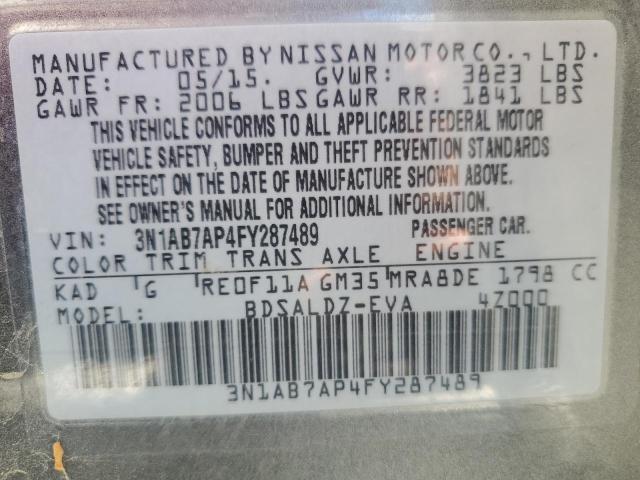 MANUFACTURED BY NISSAN MOTOR CO., LTD.
DATE: 05/15. GVWR: 3823 LBS
GAWR FR: 2006 LBS GAWR RR: 1841 LBS
THIS VEHICLE CONFORMS TO ALL APPLICABLE FEDERAL MOTOR
VEHICLE SAFETY, BUMPER AND THEFT PREVENTION STANDARDS
IN EFFECT ON THE DATE OF MANUFACTURE SHOWN ABOVE.
SEE OWNER'S MANUAL FOR ADDITIONAL INFORMATION.
VIN: 3N1AB7AP4FY287489 PASSENGER CAR.
COLOR TRIM TRANS AXLE ENGINE
KAD G RE0F11A GM35 MRA8DE 1798 CC
MODEL: BDSALDZ-EVA 4Z000
3N1AB7AP4FY287489